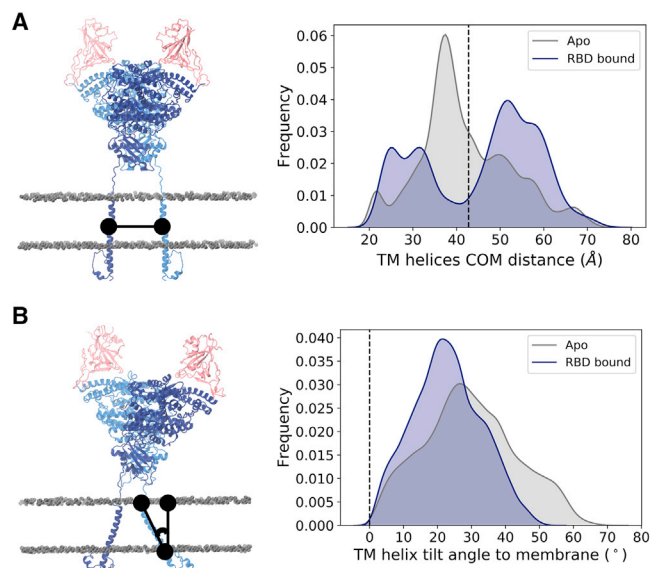 A
Frequency
0.06
0.05
0.04
0.03
0.02
0.01
0.00
20 30 40 50 60 70 80
TM helices COM distance (Å)
Apo
RBD bound
B
Frequency
0.040
0.035
0.030
0.025
0.020
0.015
0.010
0.005
0.000
-10 0 10 20 30 40 50 60 70 80
TM helix tilt angle to membrane (°)
Apo
RBD bound